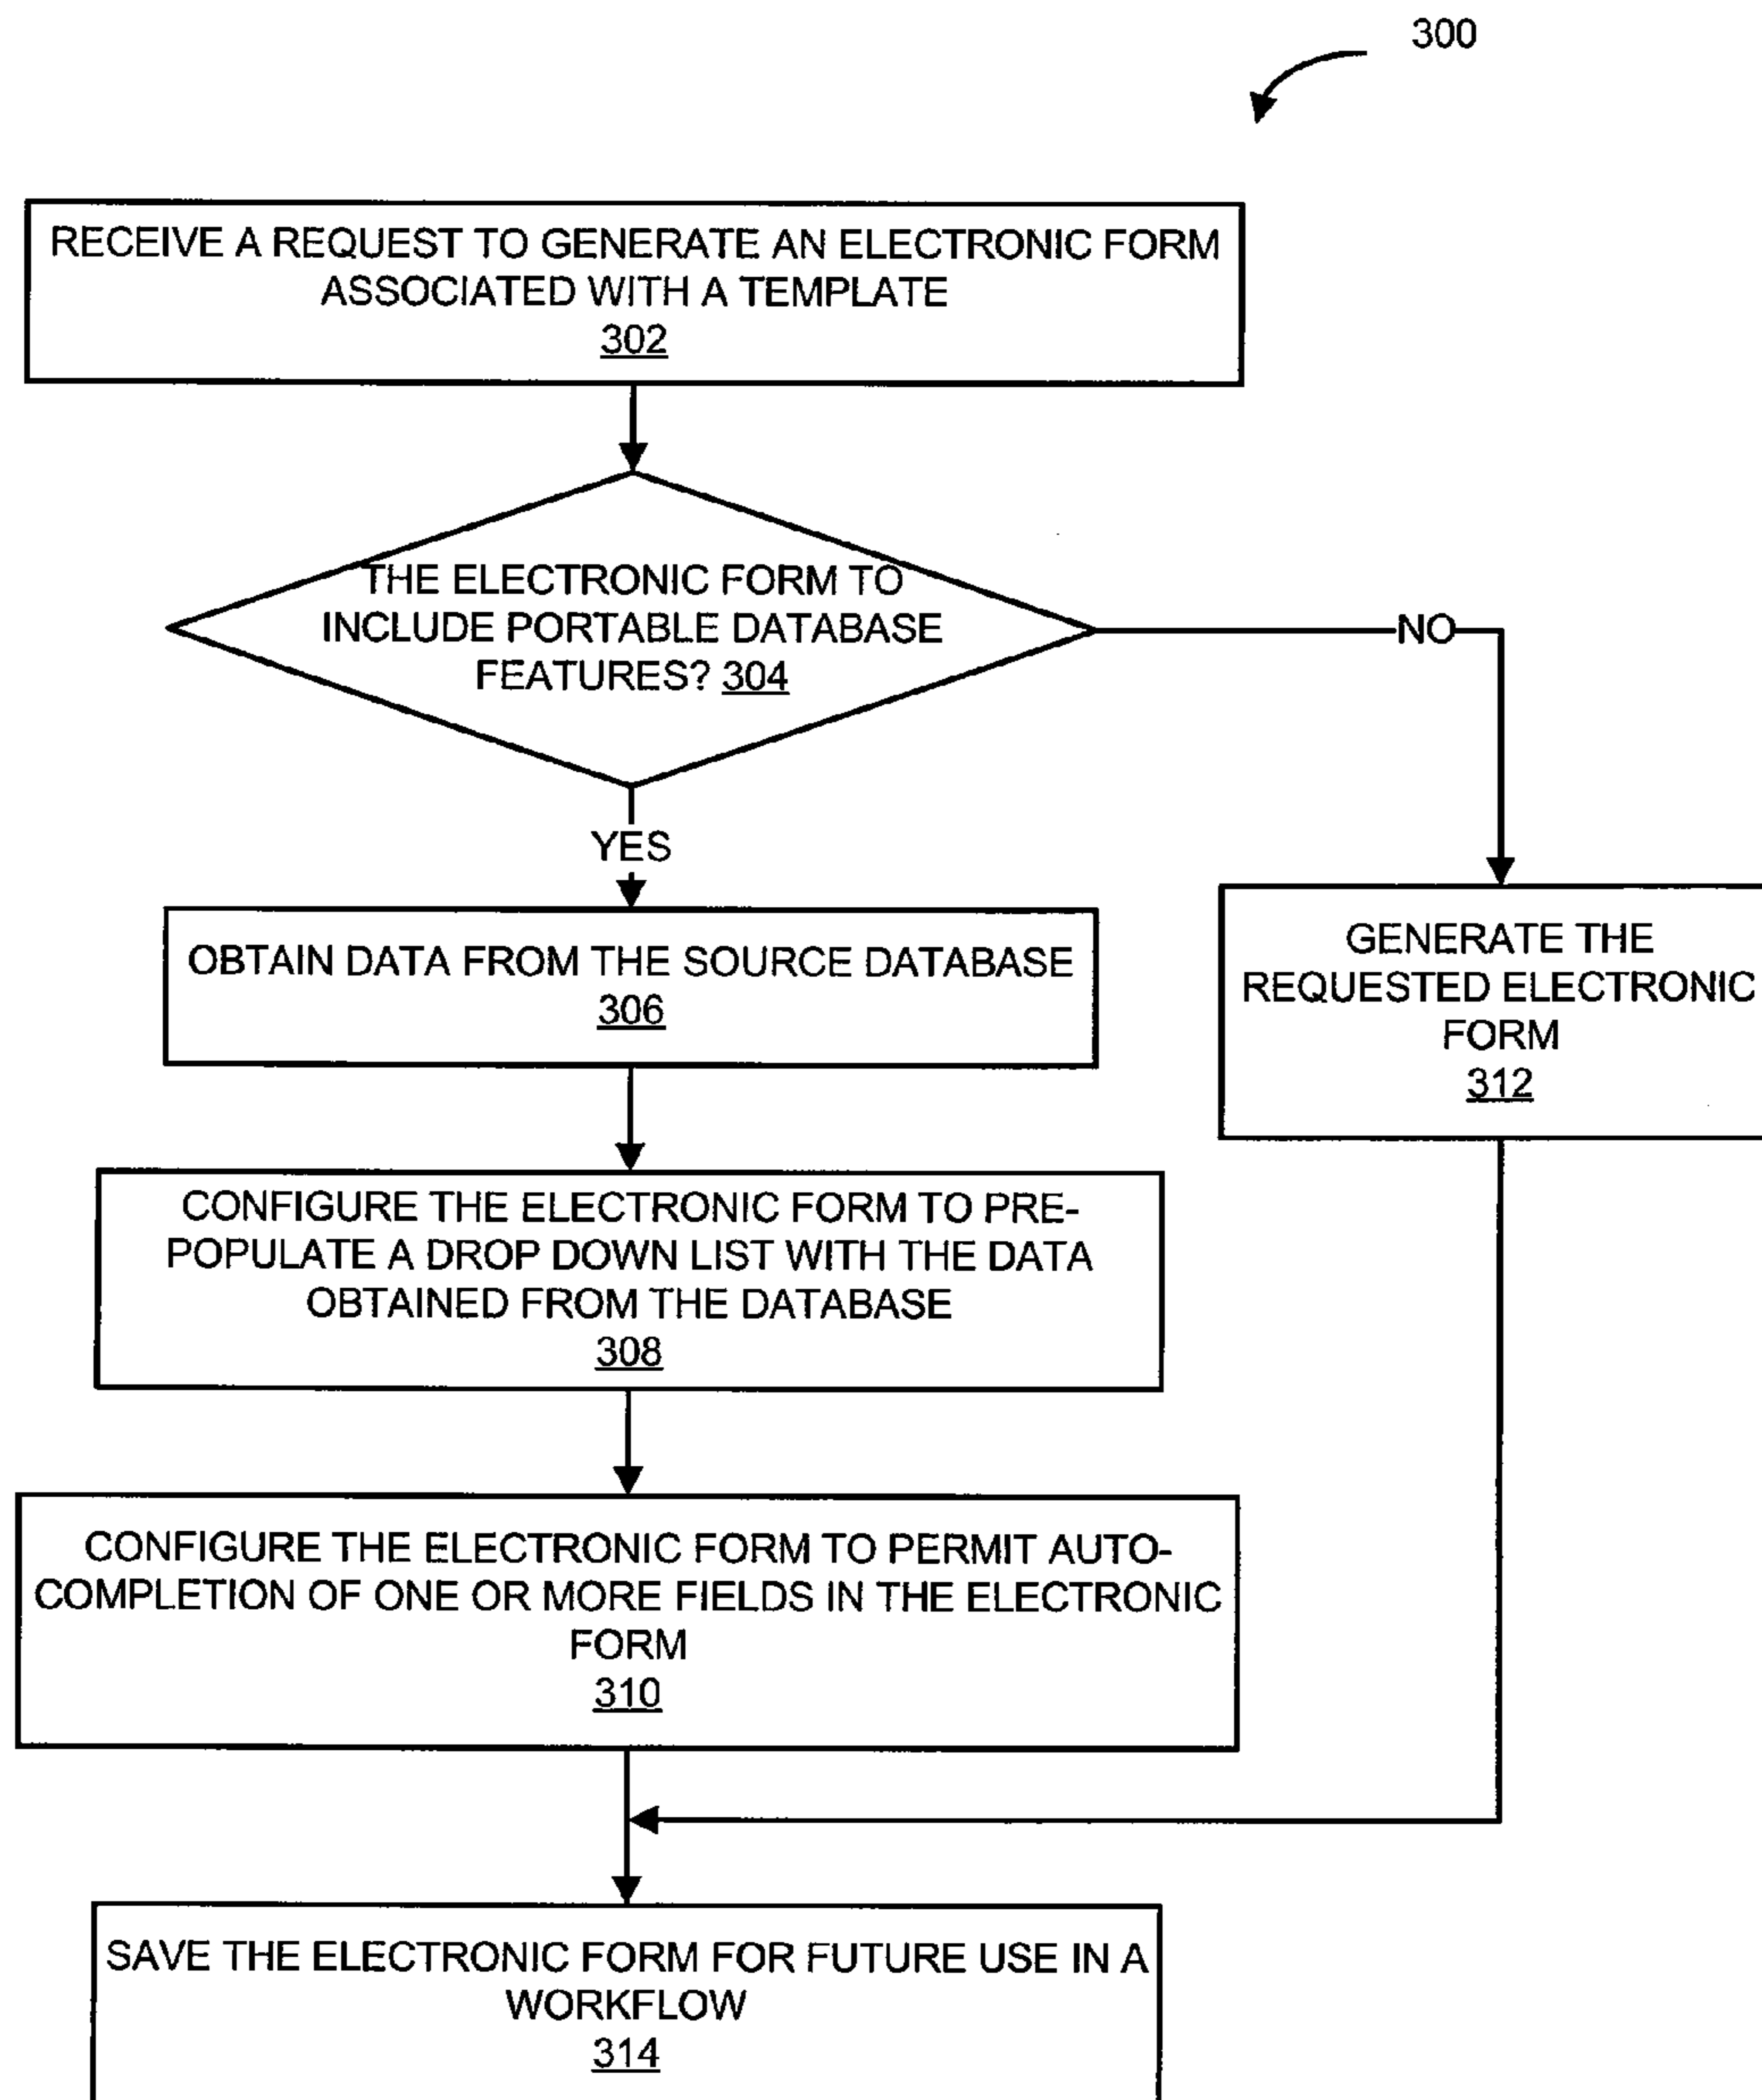 300
RECEIVE A REQUEST TO GENERATE AN ELECTRONIC FORM
ASSOCIATED WITH A TEMPLATE
302
THE ELECTRONIC FORM TO
INCLUDE PORTABLE DATABASE
FEATURES? 304
NO
YES
OBTAIN DATA FROM THE SOURCE DATABASE
306
GENERATE THE
REQUESTED ELECTRONIC
FORM
312
CONFIGURE THE ELECTRONIC FORM TO PRE-
POPULATE A DROP DOWN LIST WITH THE DATA
OBTAINED FROM THE DATABASE
308
CONFIGURE THE ELECTRONIC FORM TO PERMIT AUTO-
COMPLETION OF ONE OR MORE FIELDS IN THE ELECTRONIC
FORM
310
SAVE THE ELECTRONIC FORM FOR FUTURE USE IN A
WORKFLOW
314